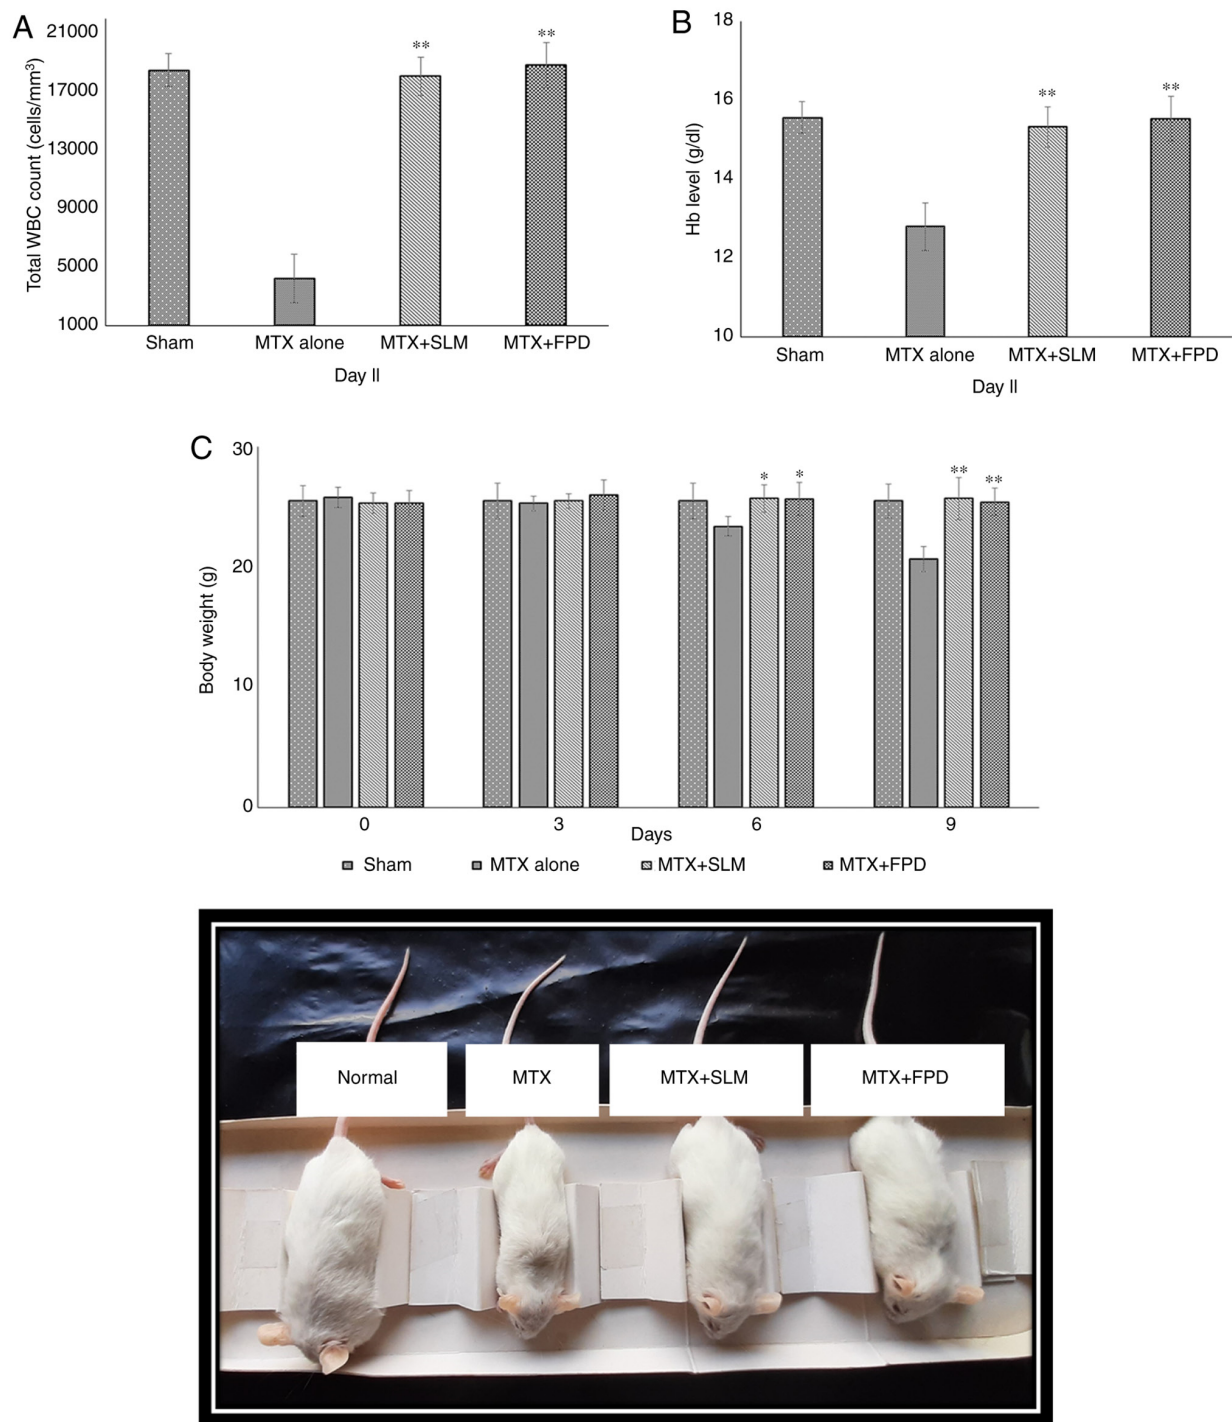 A
21000
17000
13000
9000
5000
1000
Total WBC count (cells/mm³)
** **
Sham MTX alone MTX+SLM MTX+FPD
Day ll
B
18
16
14
12
10
Hb level (g/dl)
** **
Sham MTX alone MTX+SLM MTX+FPD
Day ll
C
30
20
10
0
Body weight (g)
* * ** **
0 3 6 9
Days
Sham MTX alone MTX+SLM MTX+FPD
Normal MTX MTX+SLM MTX+FPD